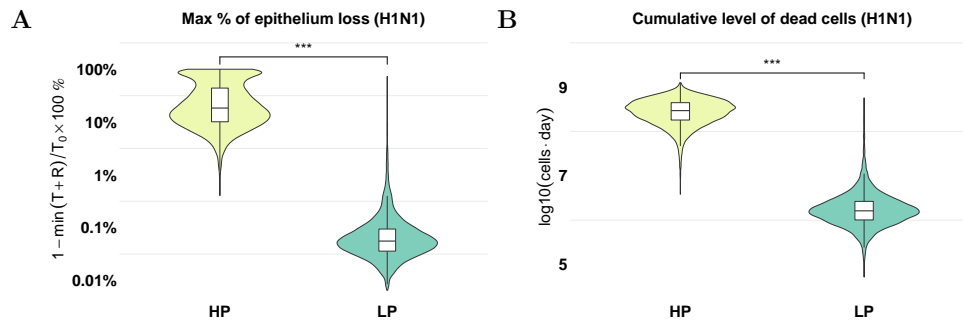 A
Max % of epithelium loss (H1N1)
***
1 − min (T + R) / T₀ × 100 %
100%
10%
1%
0.1%
0.01%
HP LP
B
Cumulative level of dead cells (H1N1)
***
log10(cells · day)
9
7
5
HP LP